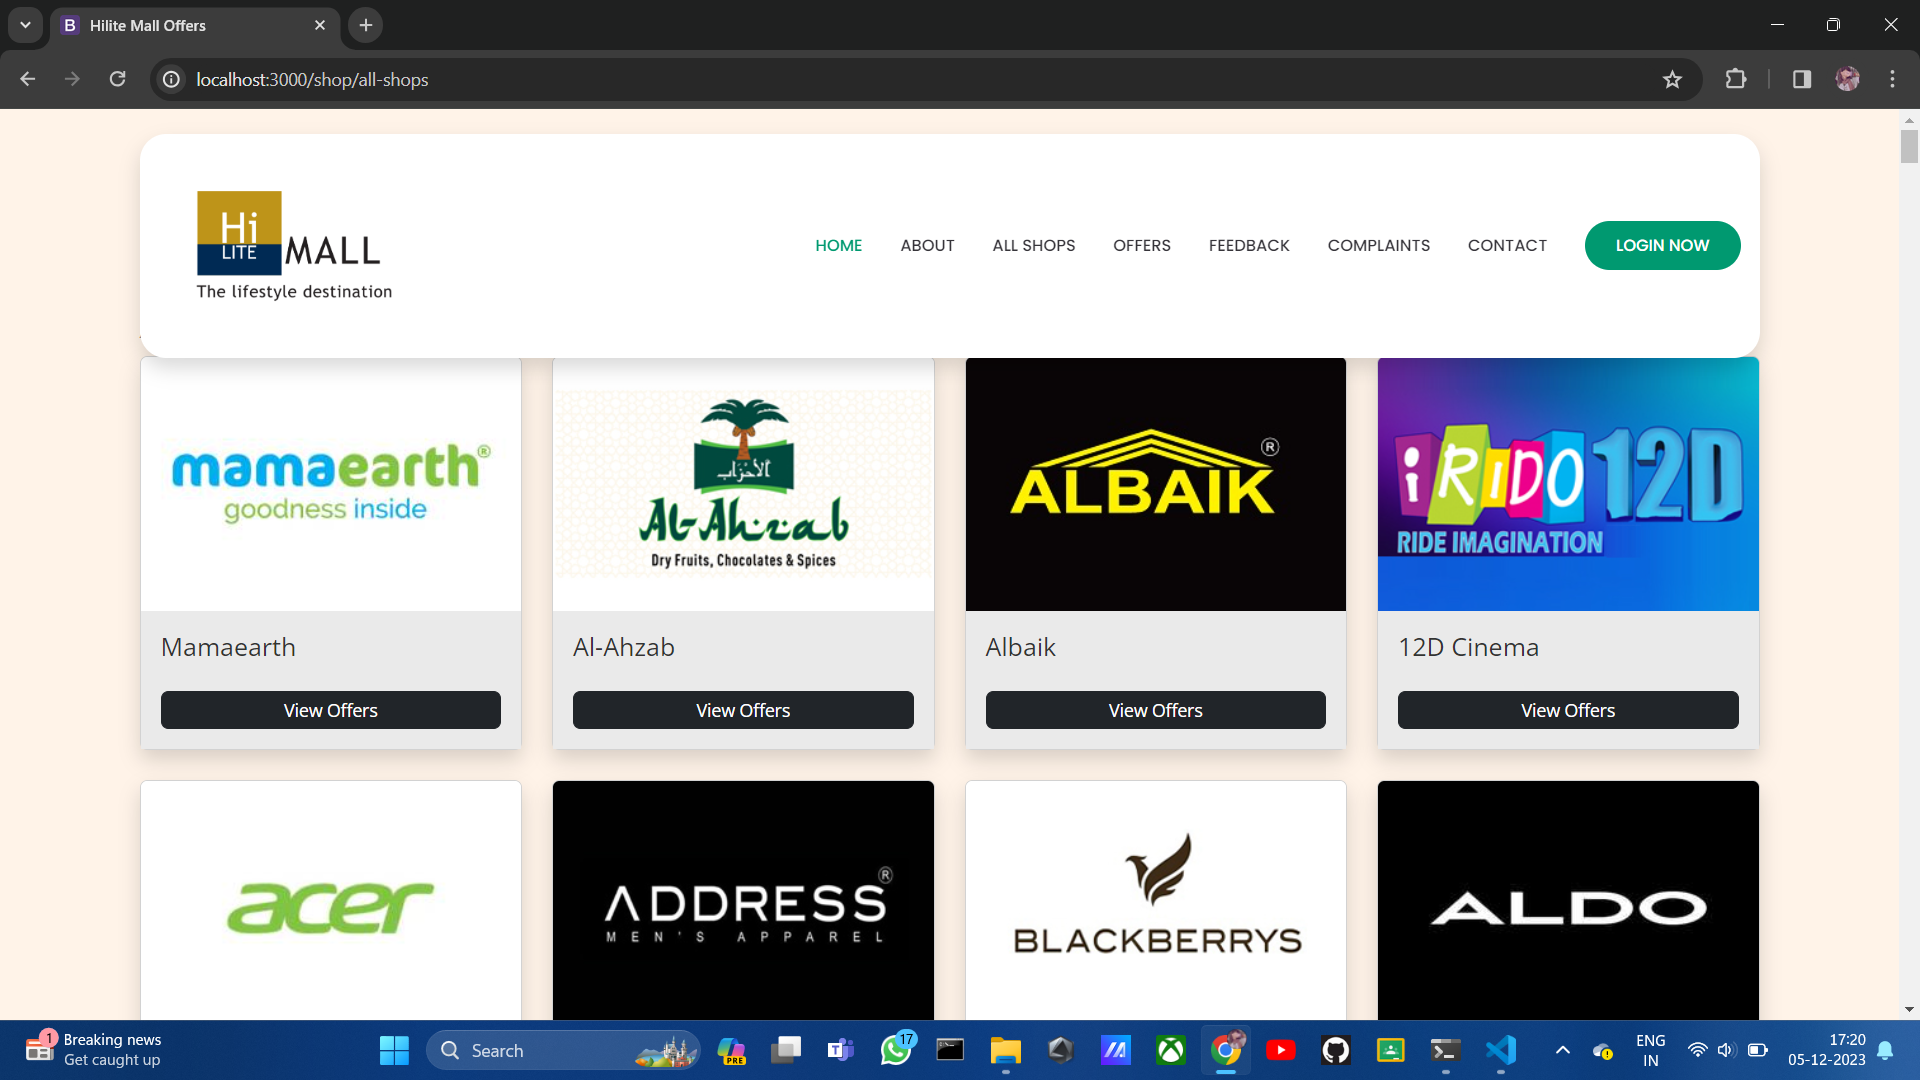 Hilite Mall Offers
localhost:3000/shop/all-shops
Hi
LITE
MALL
The lifestyle destination
HOME
ABOUT
ALL SHOPS
OFFERS
FEEDBACK
COMPLAINTS
CONTACT
LOGIN NOW
mamaearth®
goodness inside
الأحزاب
Al-Ahzab
Dry Fruits, Chocolates & Spices
ALBAIK ®
iRIDO 12D
RIDE IMAGINATION
Mamaearth
Al-Ahzab
Albaik
12D Cinema
View Offers
View Offers
View Offers
View Offers
acer
ADDRESS ®
MEN'S APPAREL
BLACKBERRYS
ALDO
1
Breaking news
Get caught up
Search
PRE
17
ENG
IN
17:20
05-12-2023